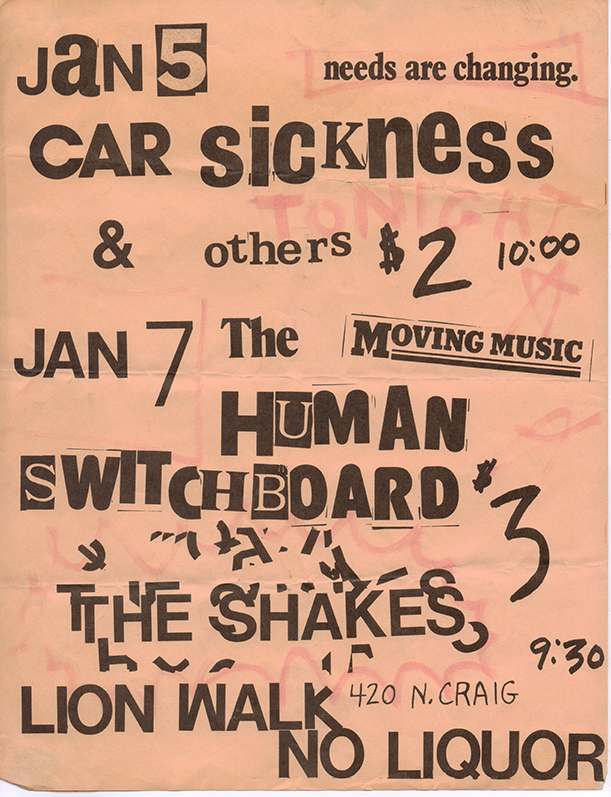 JaN 5
needs are changing.
CAR SicKness
& others $2 10:00
JAN 7 The MOVING MUSIC
HUMAN
SWITCHBOARD $3
THE SHAKES
9:30
LION WALK 420 N. CRAIG
NO LIQUOR